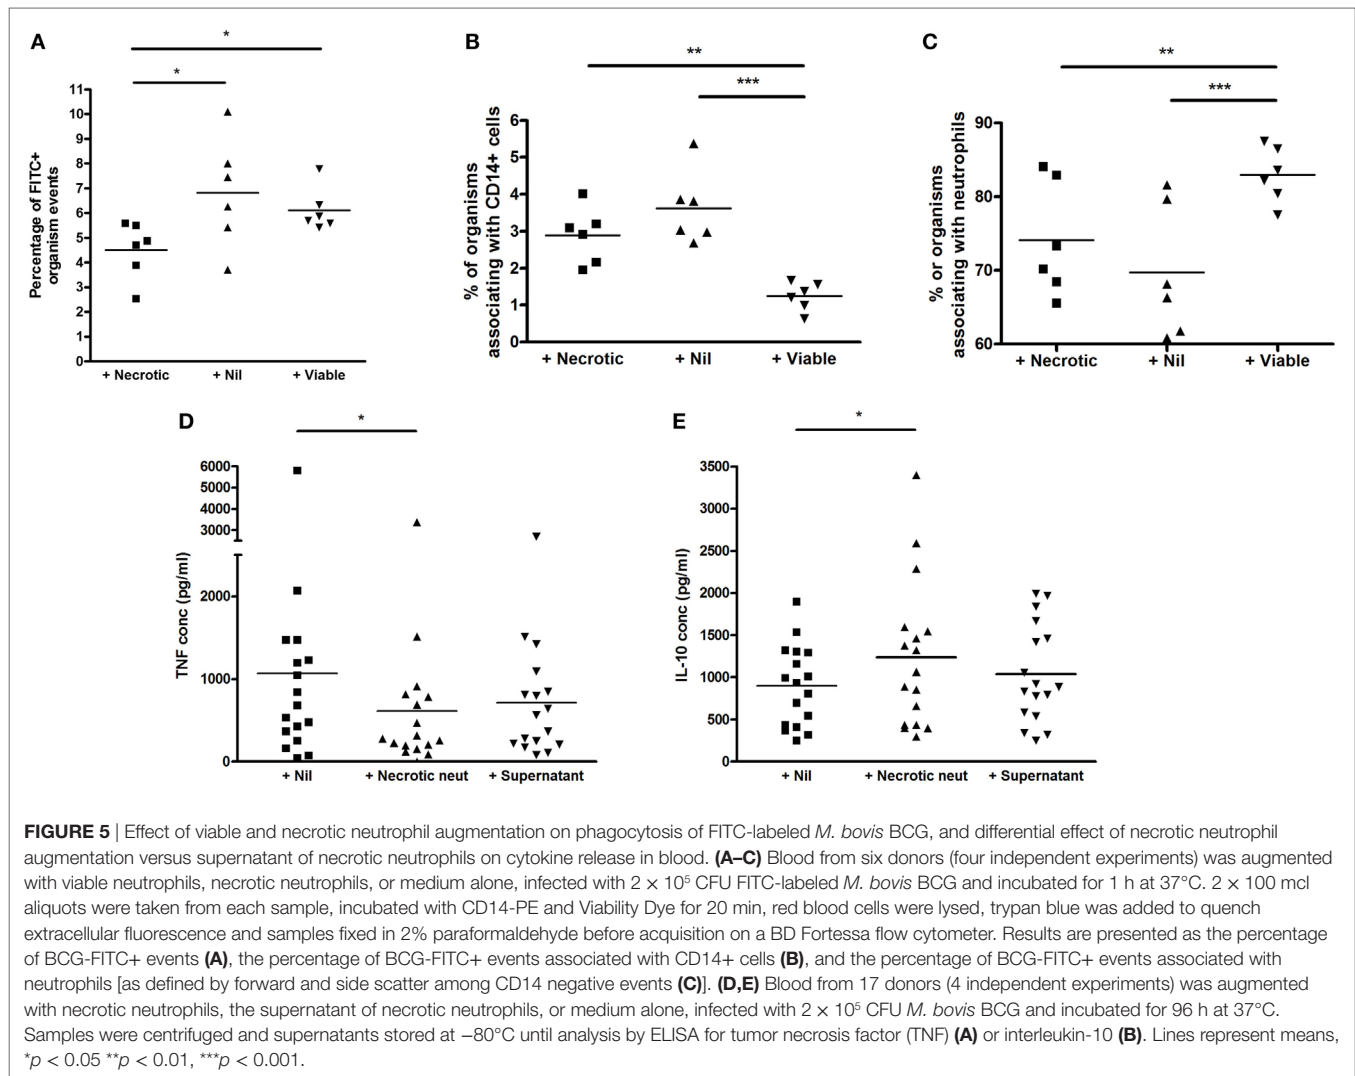 A
*
*
Percentage of FITC+
organism events
11
10
9
8
7
6
5
4
3
2
1
0
+ Necrotic
+ Nil
+ Viable
B
**
***
% of organisms
associating with CD14+ cells
6
5
4
3
2
1
0
+ Necrotic
+ Nil
+ Viable
C
**
***
% or organisms
associating with neutrophils
90
80
70
60
+ Necrotic
+ Nil
+ Viable
D
*
TNF conc (pg/ml)
6000
5000
4000
3000
2000
1000
0
+ Nil
+ Necrotic neut
+ Supernatant
E
*
IL-10 conc (pg/ml)
3500
3000
2500
2000
1500
1000
500
0
+ Nil
+ Necrotic neut
+ Supernatant
FIGURE 5 | Effect of viable and necrotic neutrophil augmentation on phagocytosis of FITC-labeled M. bovis BCG, and differential effect of necrotic neutrophil
augmentation versus supernatant of necrotic neutrophils on cytokine release in blood. (A–C) Blood from six donors (four independent experiments) was augmented
with viable neutrophils, necrotic neutrophils, or medium alone, infected with 2 × 10⁵ CFU FITC-labeled M. bovis BCG and incubated for 1 h at 37°C. 2 × 100 mcl
aliquots were taken from each sample, incubated with CD14-PE and Viability Dye for 20 min, red blood cells were lysed, trypan blue was added to quench
extracellular fluorescence and samples fixed in 2% paraformaldehyde before acquisition on a BD Fortessa flow cytometer. Results are presented as the percentage
of BCG-FITC+ events (A), the percentage of BCG-FITC+ events associated with CD14+ cells (B), and the percentage of BCG-FITC+ events associated with
neutrophils [as defined by forward and side scatter among CD14 negative events (C)]. (D,E) Blood from 17 donors (4 independent experiments) was augmented
with necrotic neutrophils, the supernatant of necrotic neutrophils, or medium alone, infected with 2 × 10⁵ CFU M. bovis BCG and incubated for 96 h at 37°C.
Samples were centrifuged and supernatants stored at −80°C until analysis by ELISA for tumor necrosis factor (TNF) (A) or interleukin-10 (B). Lines represent means,
*p < 0.05 **p < 0.01, ***p < 0.001.